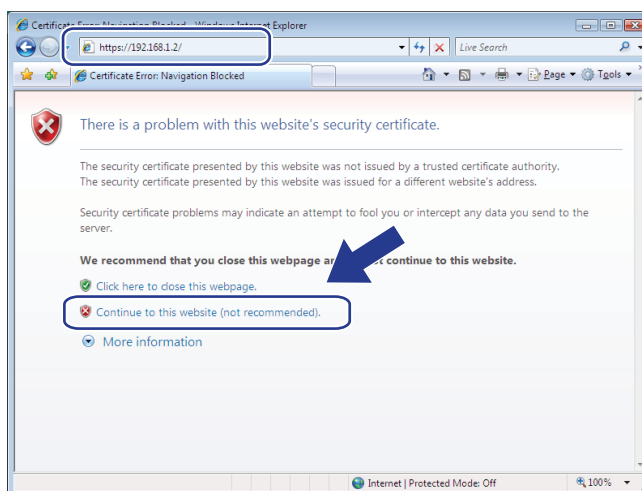 Certificate Error: Navigation Blocked - Windows Internet Explorer
https://192.168.1.2/
Live Search
Certificate Error: Navigation Blocked
Page
Tools
There is a problem with this website's security certificate.
The security certificate presented by this website was not issued by a trusted certificate authority.
The security certificate presented by this website was issued for a different website's address.
Security certificate problems may indicate an attempt to fool you or intercept any data you send to the
server.
We recommend that you close this webpage an t continue to this website.
Click here to close this webpage.
Continue to this website (not recommended).
More information
Internet | Protected Mode: Off
100%